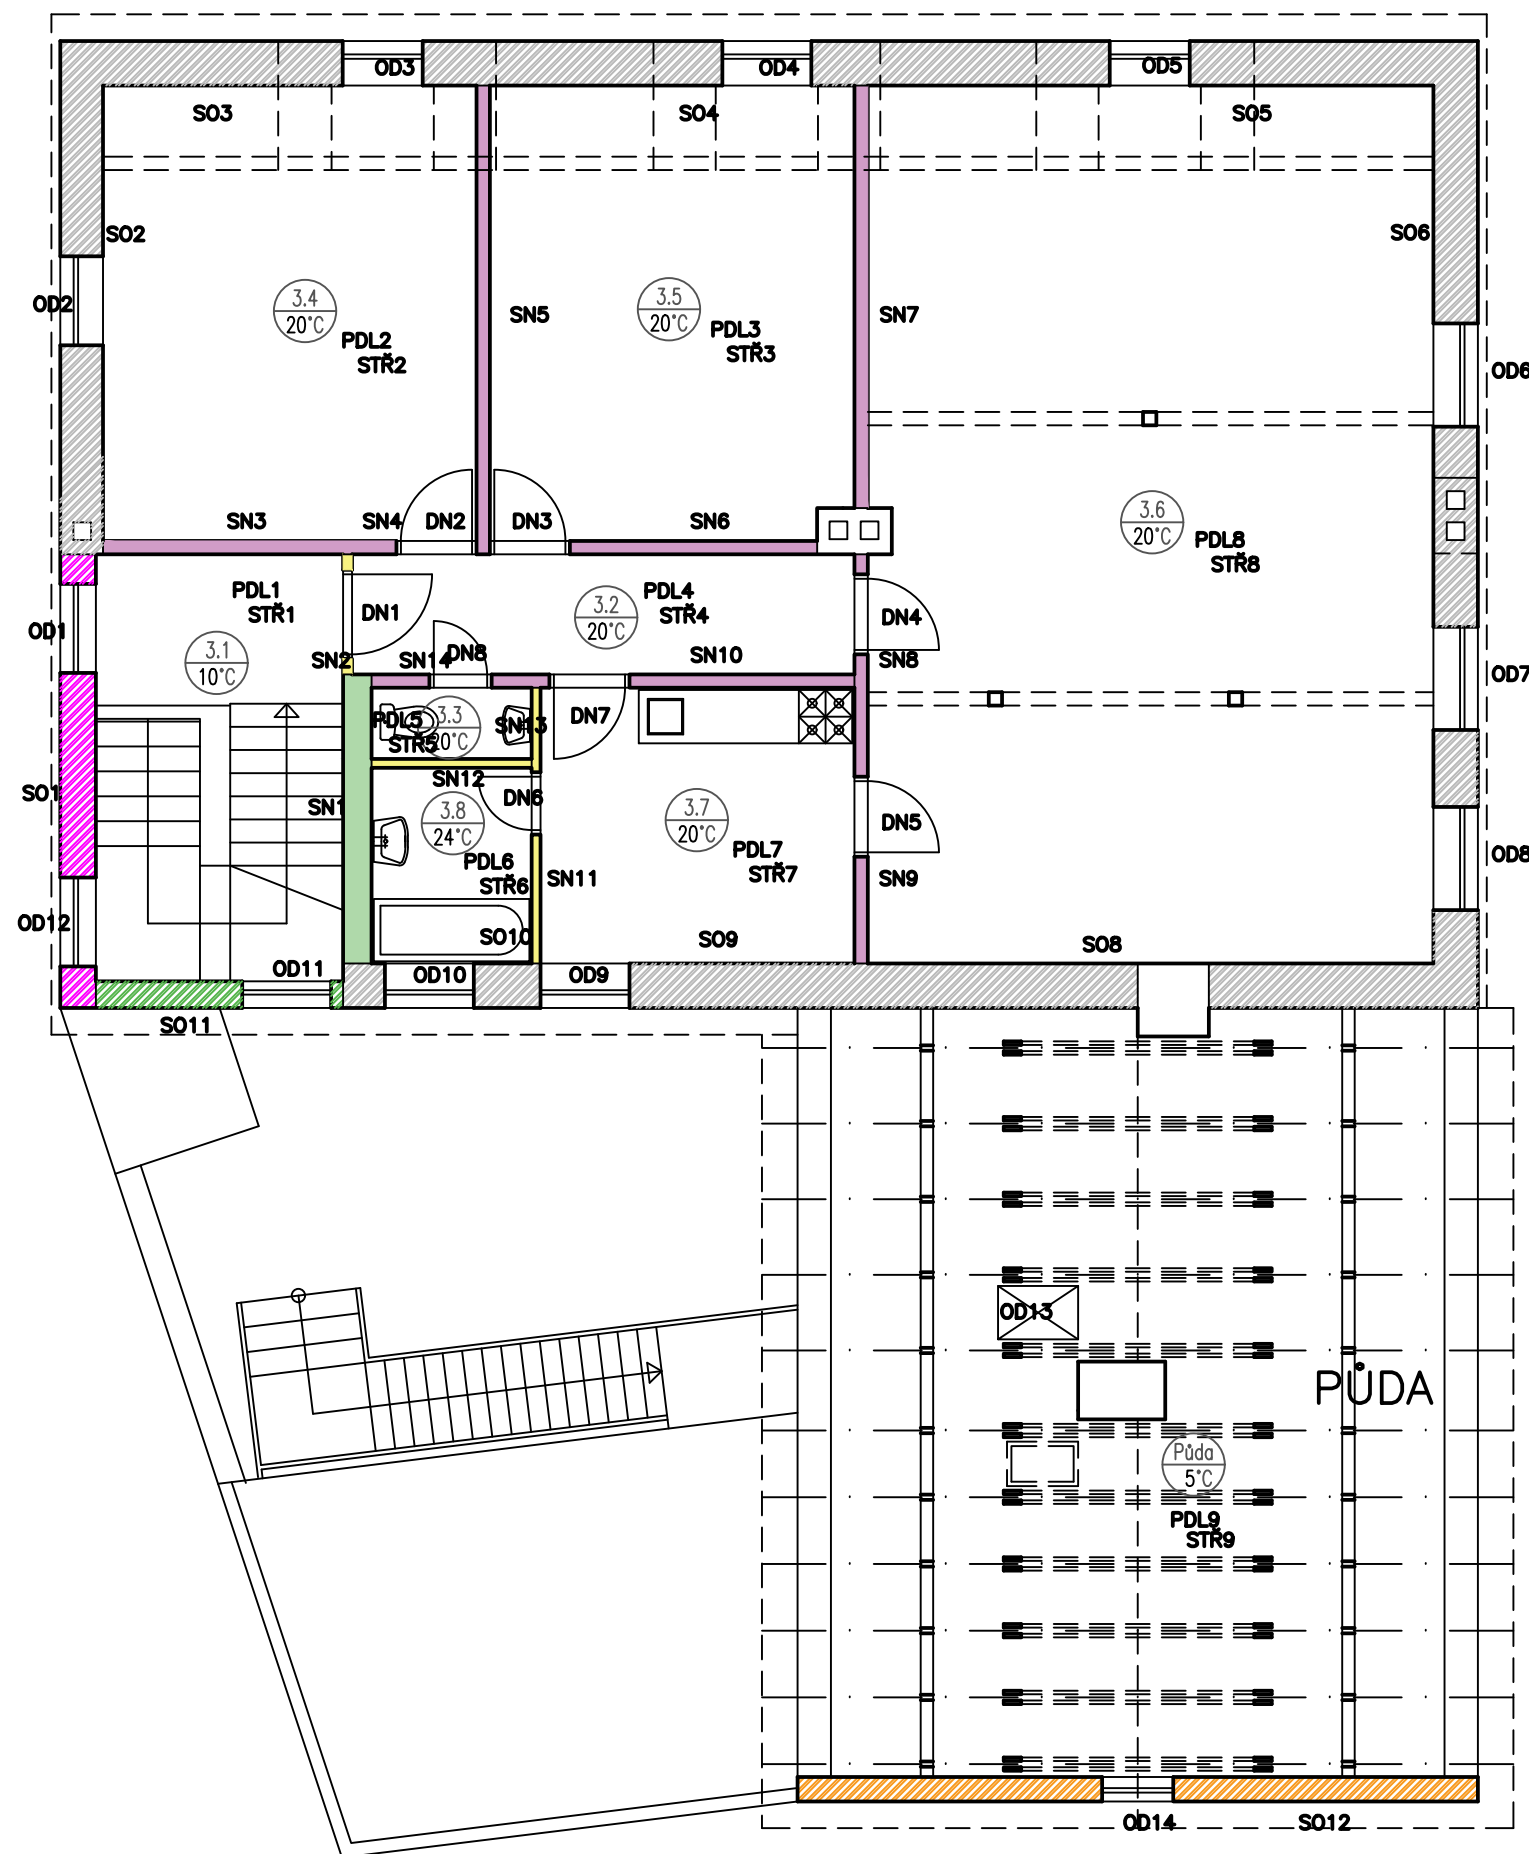 OD3
OD4
OD5
SO3
SO4
SO5
SO2
SO6
OD2
3.4
20°C
PDL2
STŘ2
SN5
3.5
20°C
PDL3
STŘ3
SN7
OD6
SN3
SN4
DN2
DN3
SN6
3.6
20°C
PDL8
STŘ8
PDL1
STŘ1
OD1
DN1
3.2
20°C
PDL4
STŘ4
DN4
3.1
10°C
SN2
SN14
DN8
SN10
SN8
OD7
PDL5
STŘ5
3.3
20°C
SN13
DN7
SN12
SO1
SN1
DN6
3.8
24°C
3.7
20°C
DN5
PDL6
STŘ6
PDL7
STŘ7
OD8
SN11
SN9
OD12
SO10
SO9
SO8
OD11
OD10
OD9
SO11
OD13
PŮDA
Půda
5°C
PDL9
STŘ9
OD14
SO12